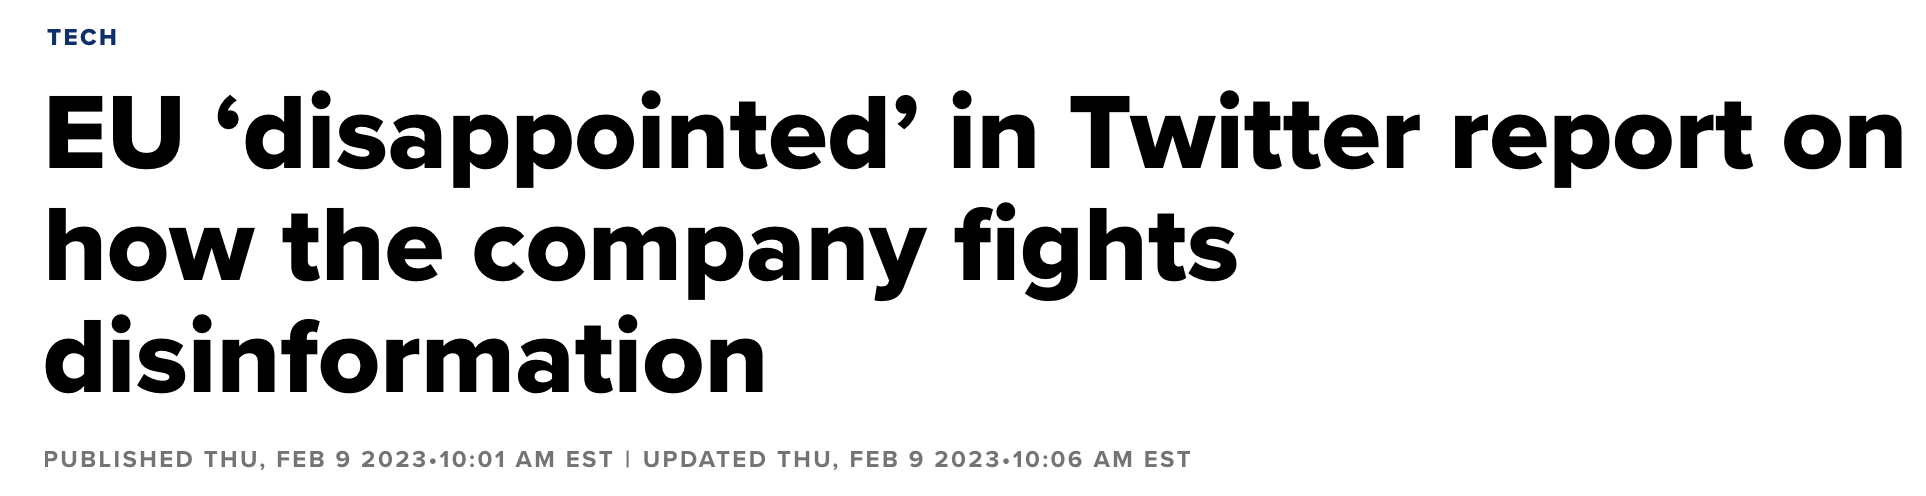 TECH
EU ‘disappointed’ in Twitter report on
how the company fights
disinformation
PUBLISHED THU, FEB 9 2023•10:01 AM EST | UPDATED THU, FEB 9 2023•10:06 AM EST